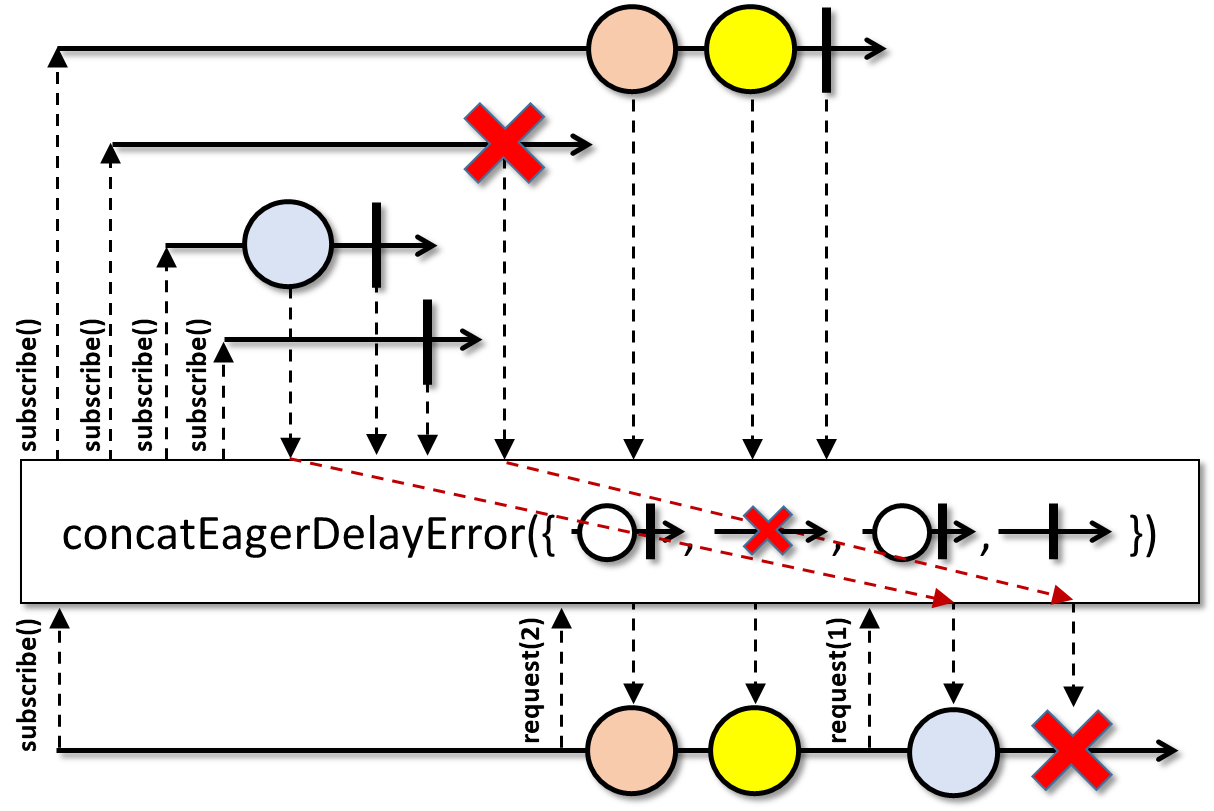 subscribe()
subscribe()
subscribe()
subscribe()
concatEagerDelayError({ , , , })
subscribe()
request(2)
request(1)